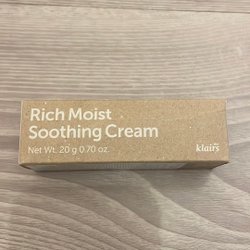 Rich Moist
Soothing Cream
Net Wt. 20 g 0.70 oz.
klairs